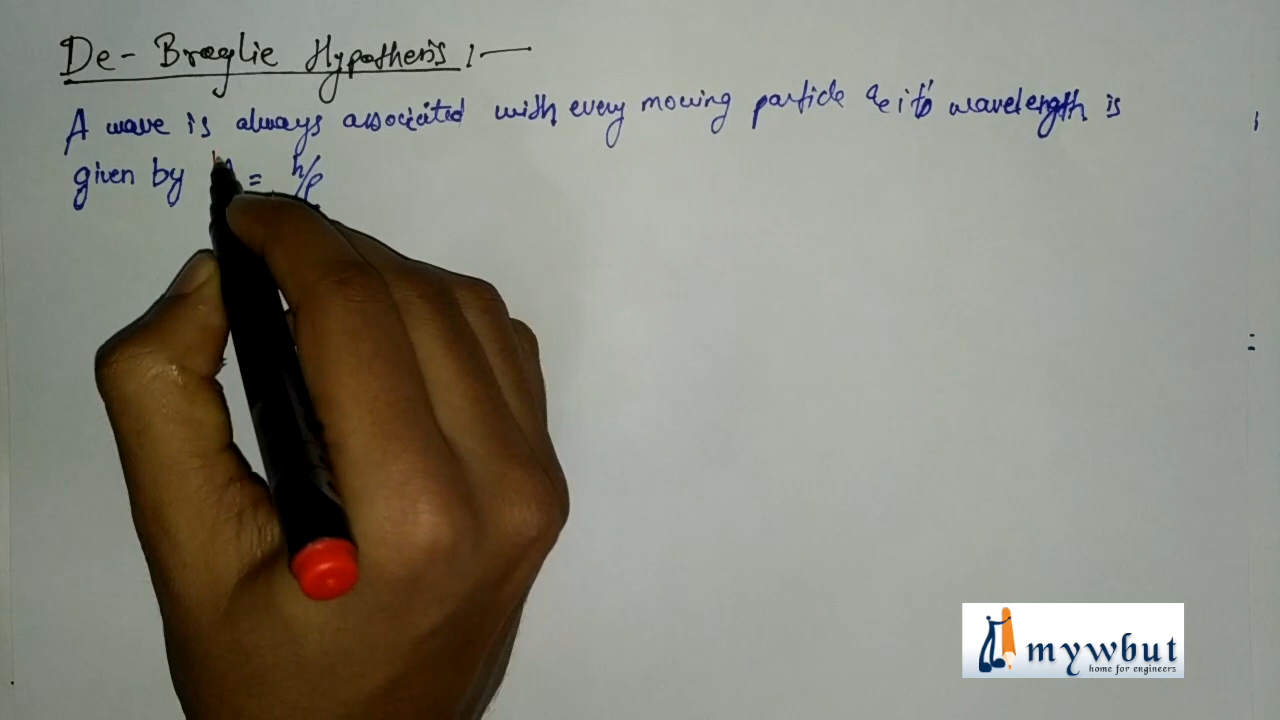 De- Broglie Hypothesis :-
A wave is always associated with every moving particle & it's wavelength is
given by = h/p
mywbut
home for engineers